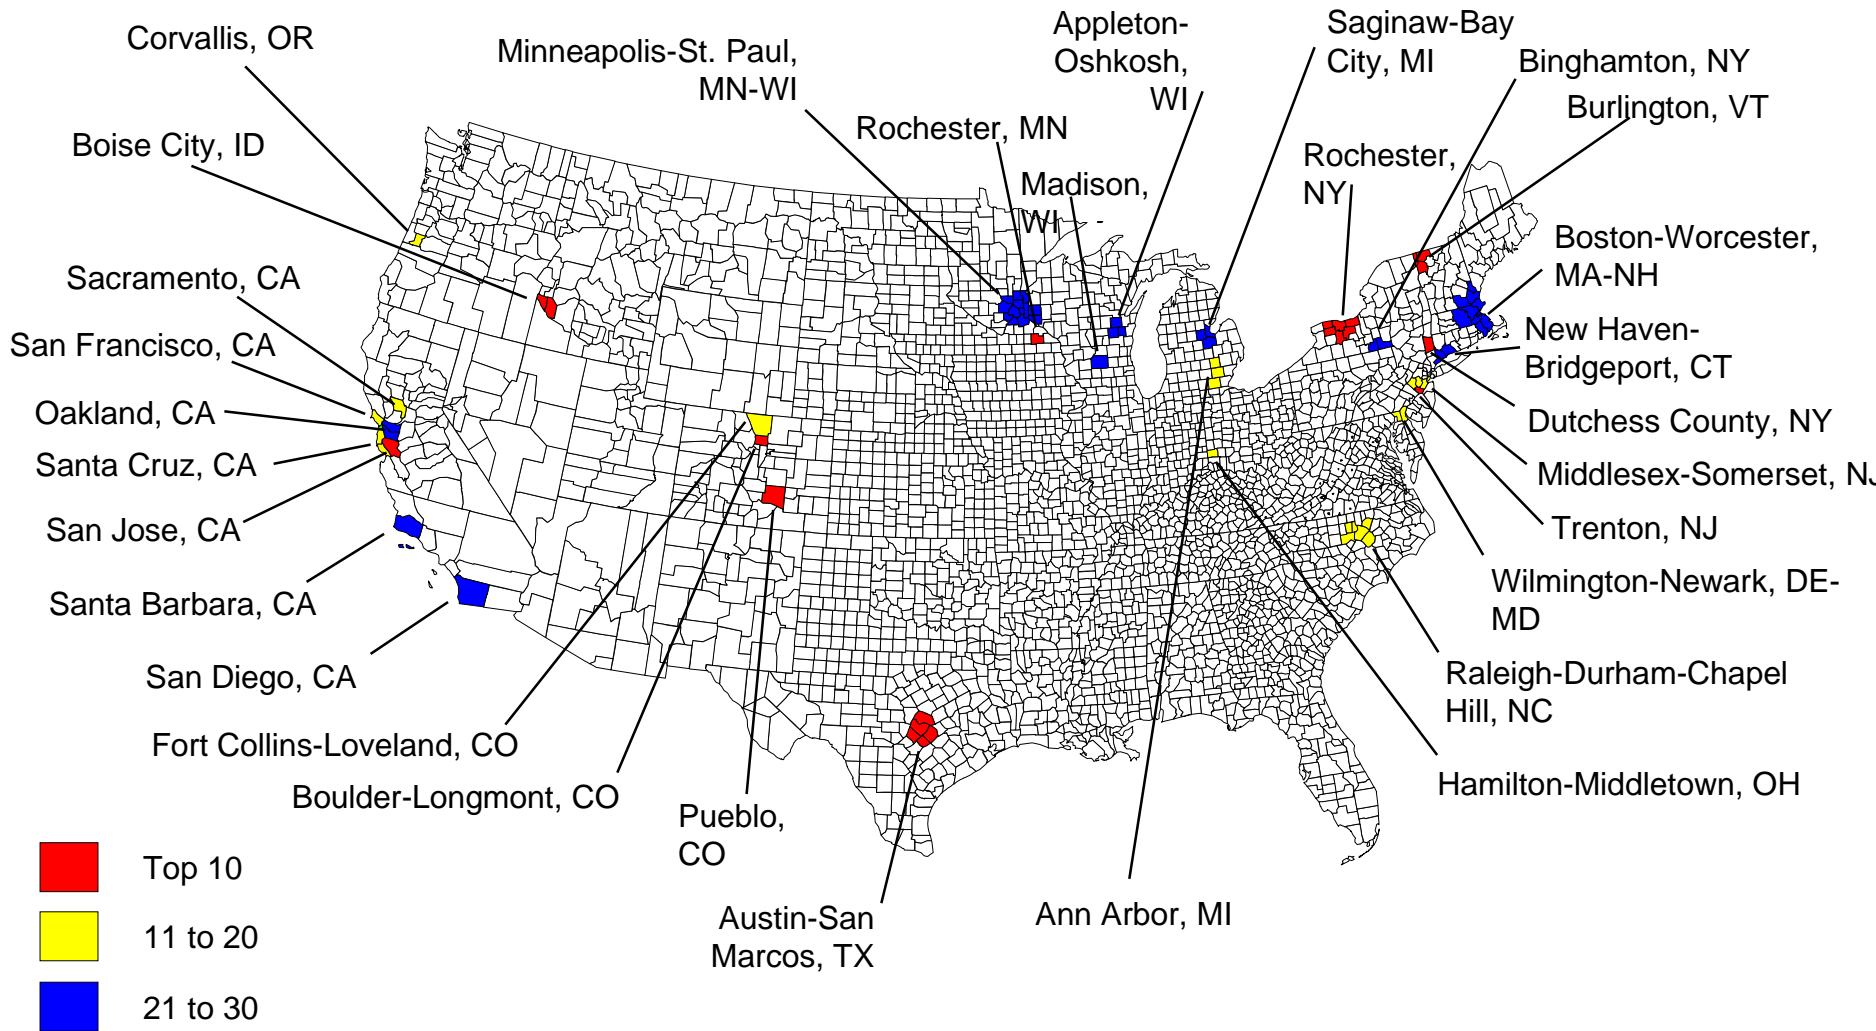 Corvallis, OR
Minneapolis-St. Paul,
MN-WI
Appleton-
Oshkosh,
WI
Saginaw-Bay
City, MI
Binghamton, NY
Burlington, VT
Boise City, ID
Rochester, MN
Madison,
WI
Rochester,
NY
Boston-Worcester,
MA-NH
Sacramento, CA
San Francisco, CA
New Haven-
Bridgeport, CT
Oakland, CA
Dutchess County, NY
Santa Cruz, CA
Middlesex-Somerset, NJ
San Jose, CA
Trenton, NJ
Santa Barbara, CA
Wilmington-Newark, DE-
MD
San Diego, CA
Raleigh-Durham-Chapel
Hill, NC
Fort Collins-Loveland, CO
Boulder-Longmont, CO
Hamilton-Middletown, OH
Pueblo,
CO
Austin-San
Marcos, TX
Ann Arbor, MI
Top 10
11 to 20
21 to 30